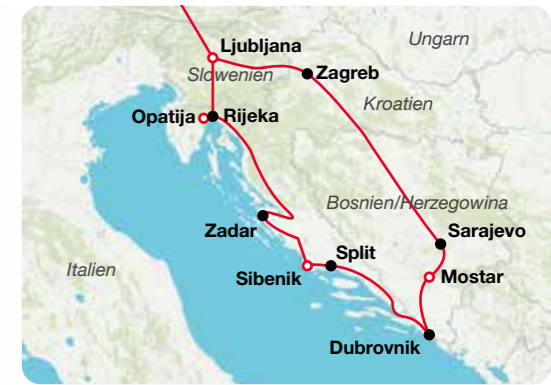 Ljubljana
Ungarn
Slowenien
Zagreb
Kroatien
Opatija
Rijeka
Bosnien/Herzegowina
Zadar
Sarajevo
Split
Italien
Sibenik
Mostar
Dubrovnik